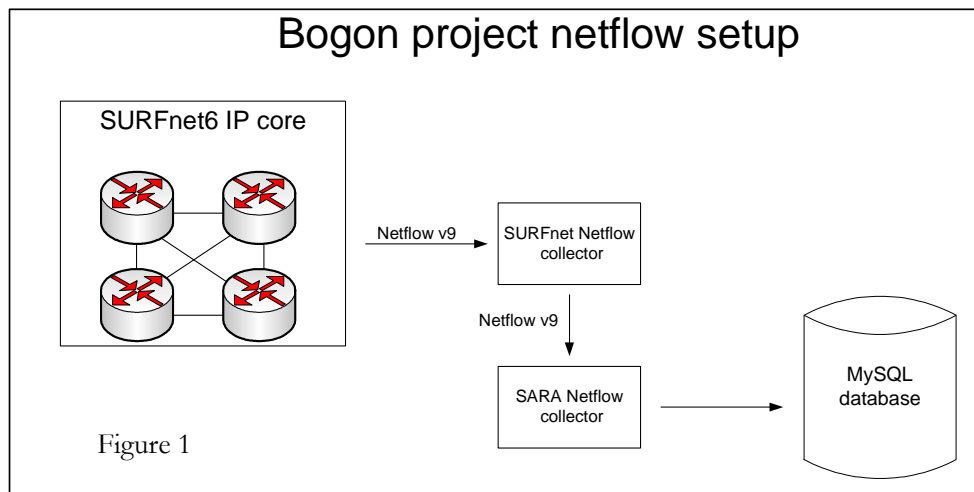 Bogon project netflow setup
SURFnet6 IP core
Netflow v9
SURFnet Netflow
collector
Netflow v9
SARA Netflow
collector
MySQL
database
Figure 1